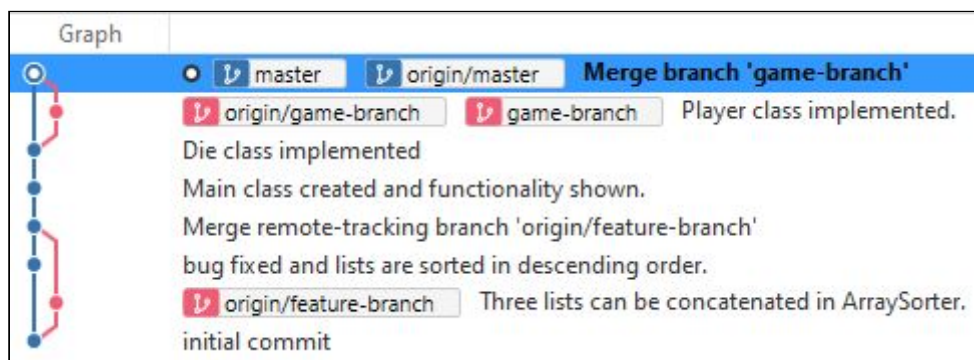 Graph
master origin/master Merge branch 'game-branch'
origin/game-branch game-branch Player class implemented.
Die class implemented
Main class created and functionality shown.
Merge remote-tracking branch 'origin/feature-branch'
bug fixed and lists are sorted in descending order.
origin/feature-branch Three lists can be concatenated in ArraySorter.
initial commit